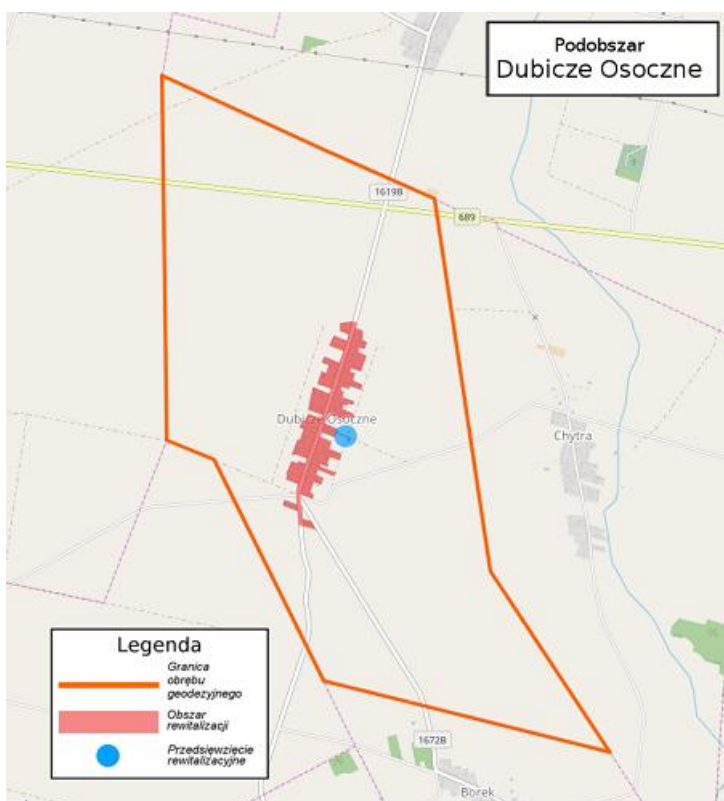 Podobszar
Dubicze Osoczne
1619B
689
Dubicze Osoczne
Chytra
Legenda
Granica
obrębu
geodezyjnego
Obszar
rewitalizacji
Przedsięwzięcie
rewitalizacyjne
1672B
Borek